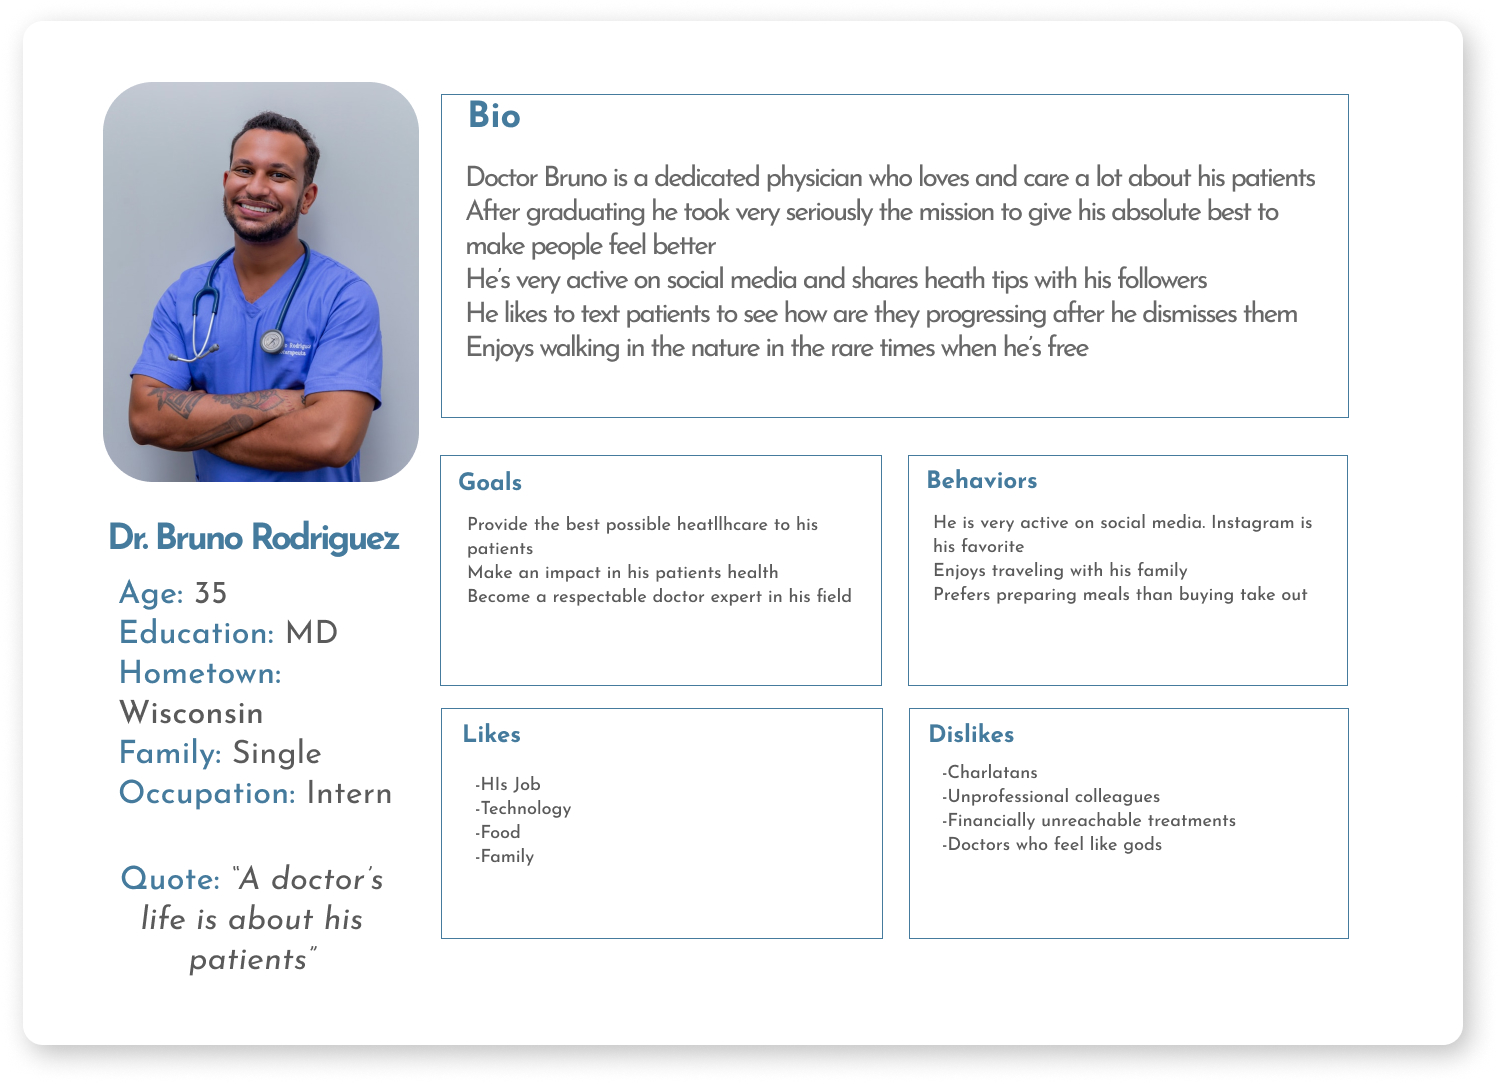 Bio
Doctor Bruno is a dedicated physician who loves and care a lot about his patients
After graduating he took very seriously the mission to give his absolute best to
make people feel better
He's very active on social media and shares heath tips with his followers
He likes to text patients to see how are they progressing after he dismisses them
Enjoys walking in the nature in the rare times when he's free
Dr. Bruno Rodriguez
Age: 35
Education: MD
Hometown:
Wisconsin
Family: Single
Occupation: Intern
Quote: “A doctor's
life is about his
patients”
Goals
Provide the best possible heatllhcare to his
patients
Make an impact in his patients health
Become a respectable doctor expert in his field
Behaviors
He is very active on social media. Instagram is
his favorite
Enjoys traveling with his family
Prefers preparing meals than buying take out
Likes
-HIs Job
-Technology
-Food
-Family
Dislikes
-Charlatans
-Unprofessional colleagues
-Financially unreachable treatments
-Doctors who feel like gods